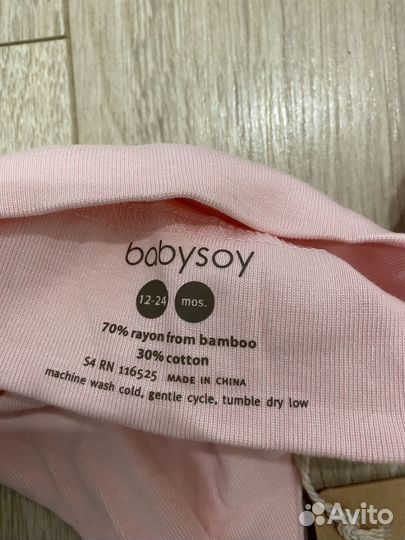 babysoy
12-24 mos.
70% rayon from bamboo
30% cotton
S4 RN 116525 MADE IN CHINA
machine wash cold, gentle cycle, tumble dry low
Avito